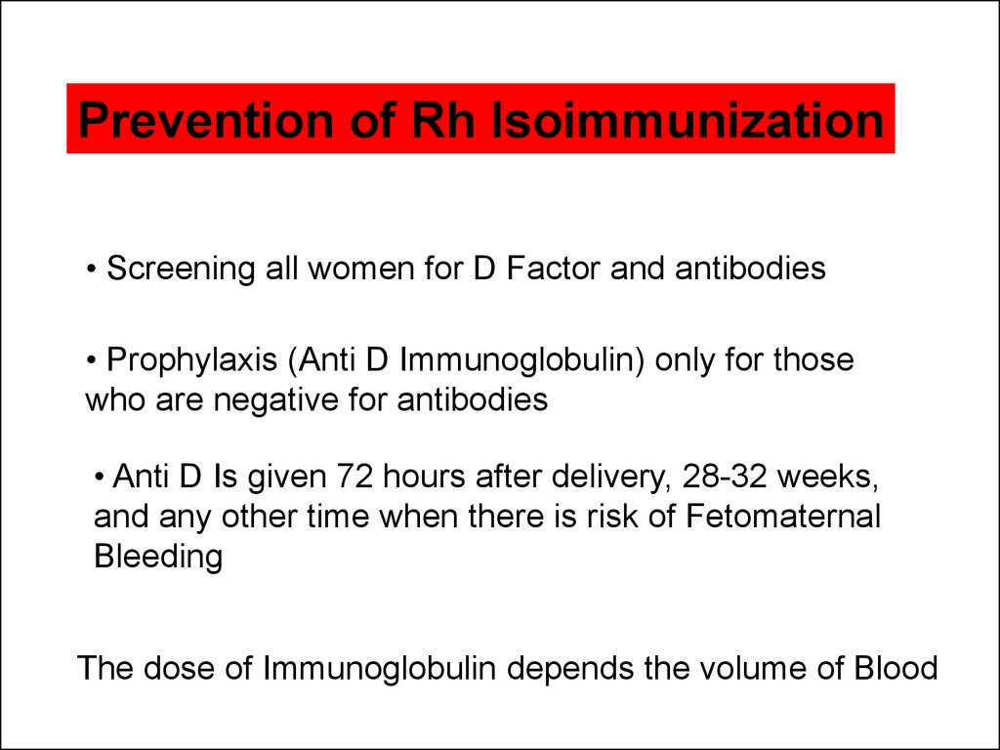 Prevention of Rh Isoimmunization
• Screening all women for D Factor and antibodies
• Prophylaxis (Anti D Immunoglobulin) only for those
who are negative for antibodies
• Anti D Is given 72 hours after delivery, 28-32 weeks,
and any other time when there is risk of Fetomaternal
Bleeding
The dose of Immunoglobulin depends the volume of Blood